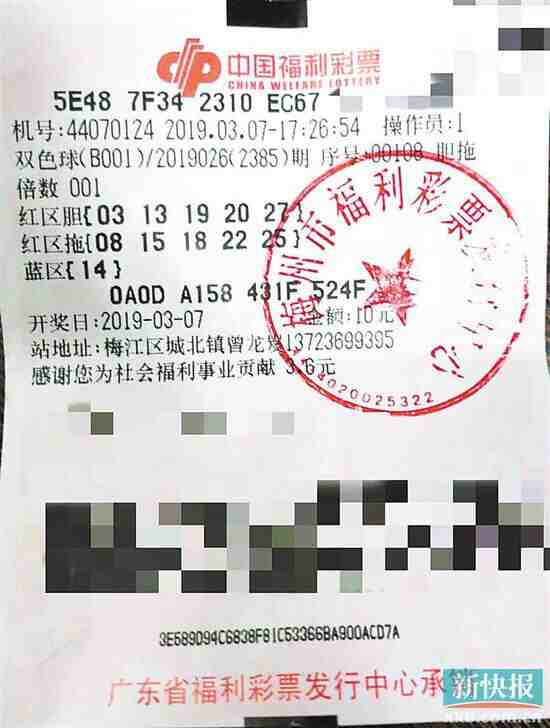 中国福利彩票
CHINA WELFARE LOTTERY
5E48 7F34 2310 EC67
机号:44070124 2019.03.07-17:26:54 操作员:1
双色球(B001)/2019026(2385)期 序号:00108 胆拖
倍数 001
红区胆{03 13 19 20 27}
红区拖{08 15 18 22 25}
蓝区{14}
0A0D A158 431F 524F
开奖日:2019-03-07 金额:10元
站地址:梅江区城北镇曾龙 13723699395
感谢您为社会福利事业贡献 3.6元
梅州市福利彩票发行中心
4414020025322
3E589D94C6838F81C53366BA900ACD7A
广东省福利彩票发行中心承销
新快报